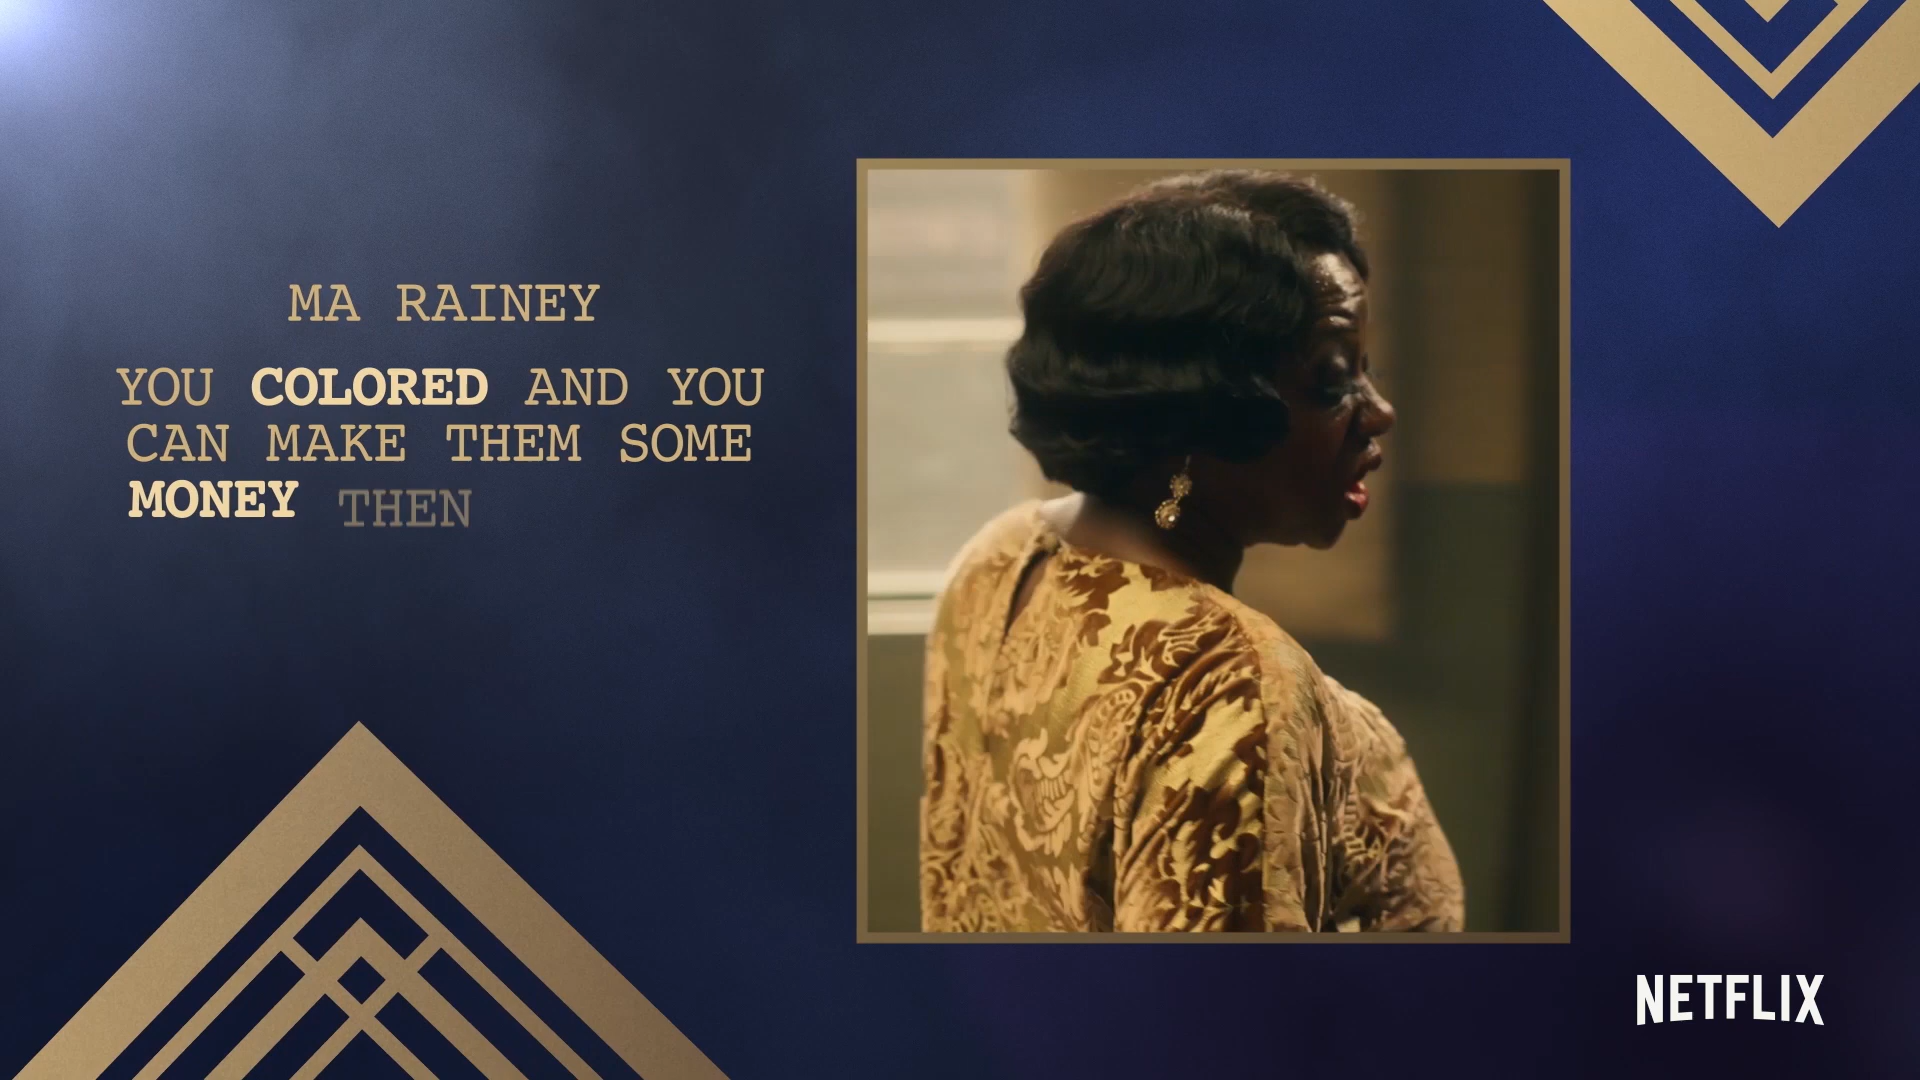 MA RAINEY
YOU COLORED AND YOU
CAN MAKE THEM SOME
MONEY THEN
NETFLIX